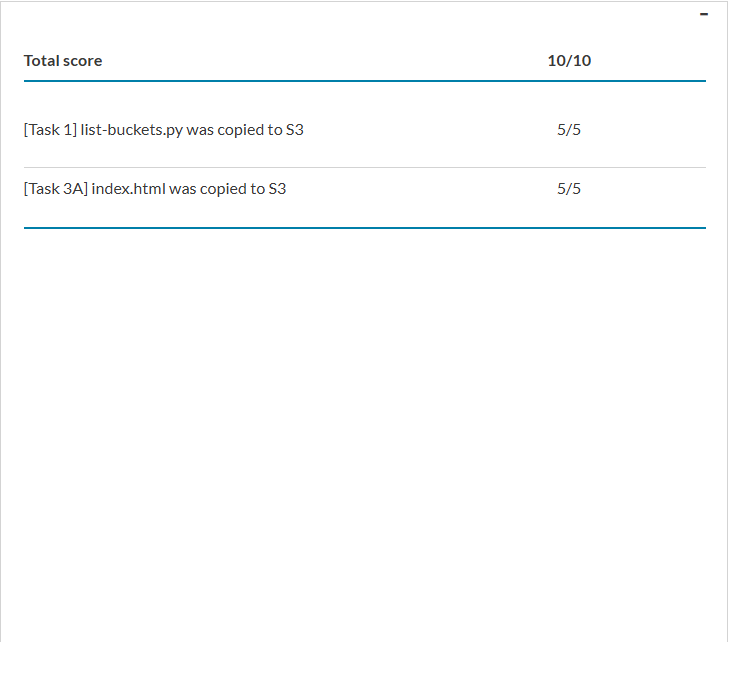 Total score 10/10
[Task 1] list-buckets.py was copied to S3 5/5
[Task 3A] index.html was copied to S3 5/5